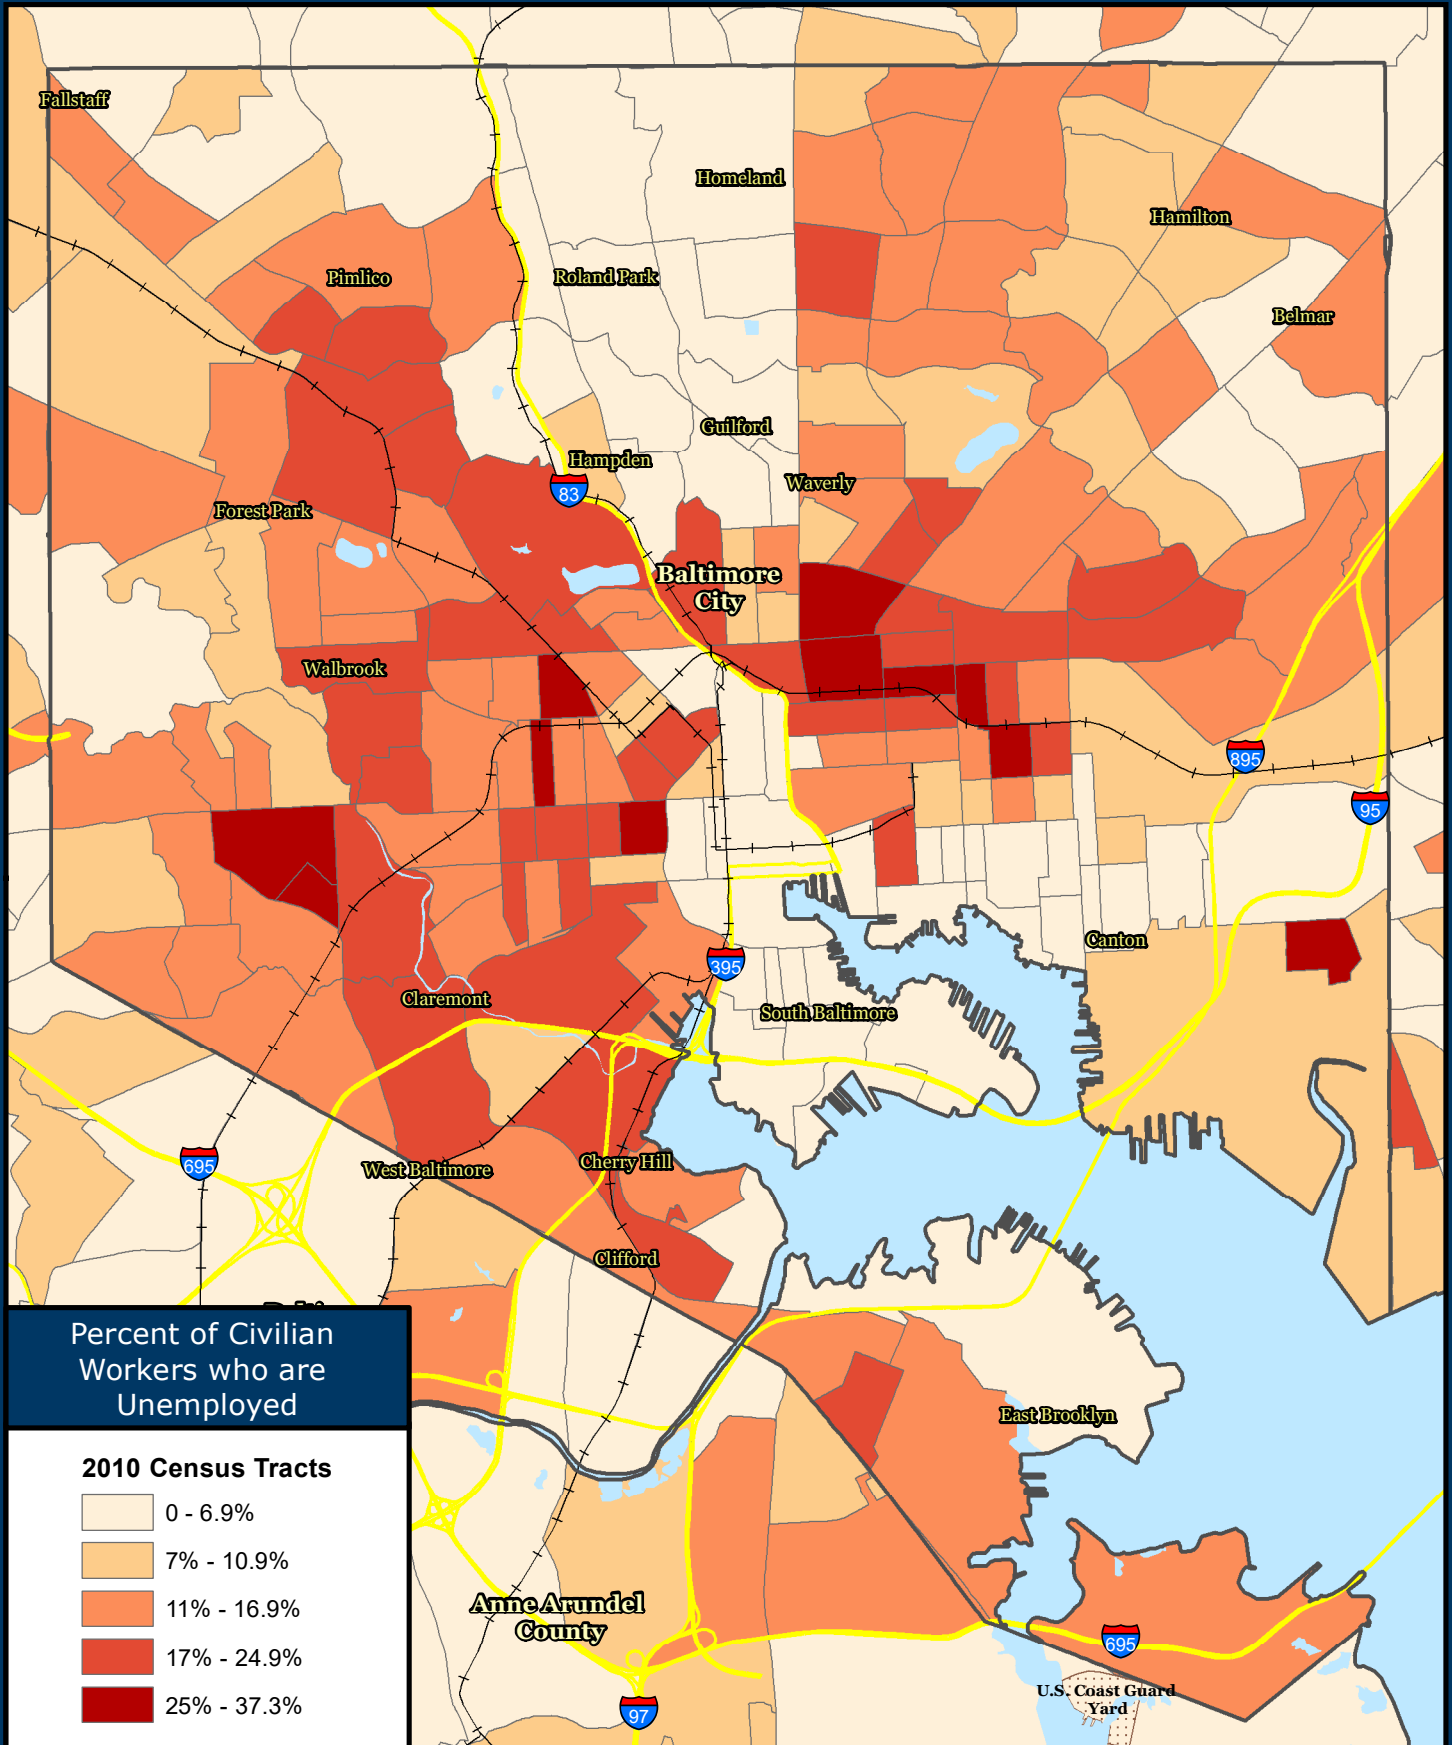 Fallstaff
Homeland
Hamilton
Pimlico
Roland Park
Belmar
Guilford
Hampden
83
Waverly
Forest Park
Baltimore
City
Walbrook
895
95
Canton
395
Claremont
South Baltimore
695
West Baltimore
Cherry Hill
Clifford
East Brooklyn
Anne Arundel
County
695
U.S. Coast Guard
Yard
97
Percent of Civilian
Workers who are
Unemployed
2010 Census Tracts
0 - 6.9%
7% - 10.9%
11% - 16.9%
17% - 24.9%
25% - 37.3%